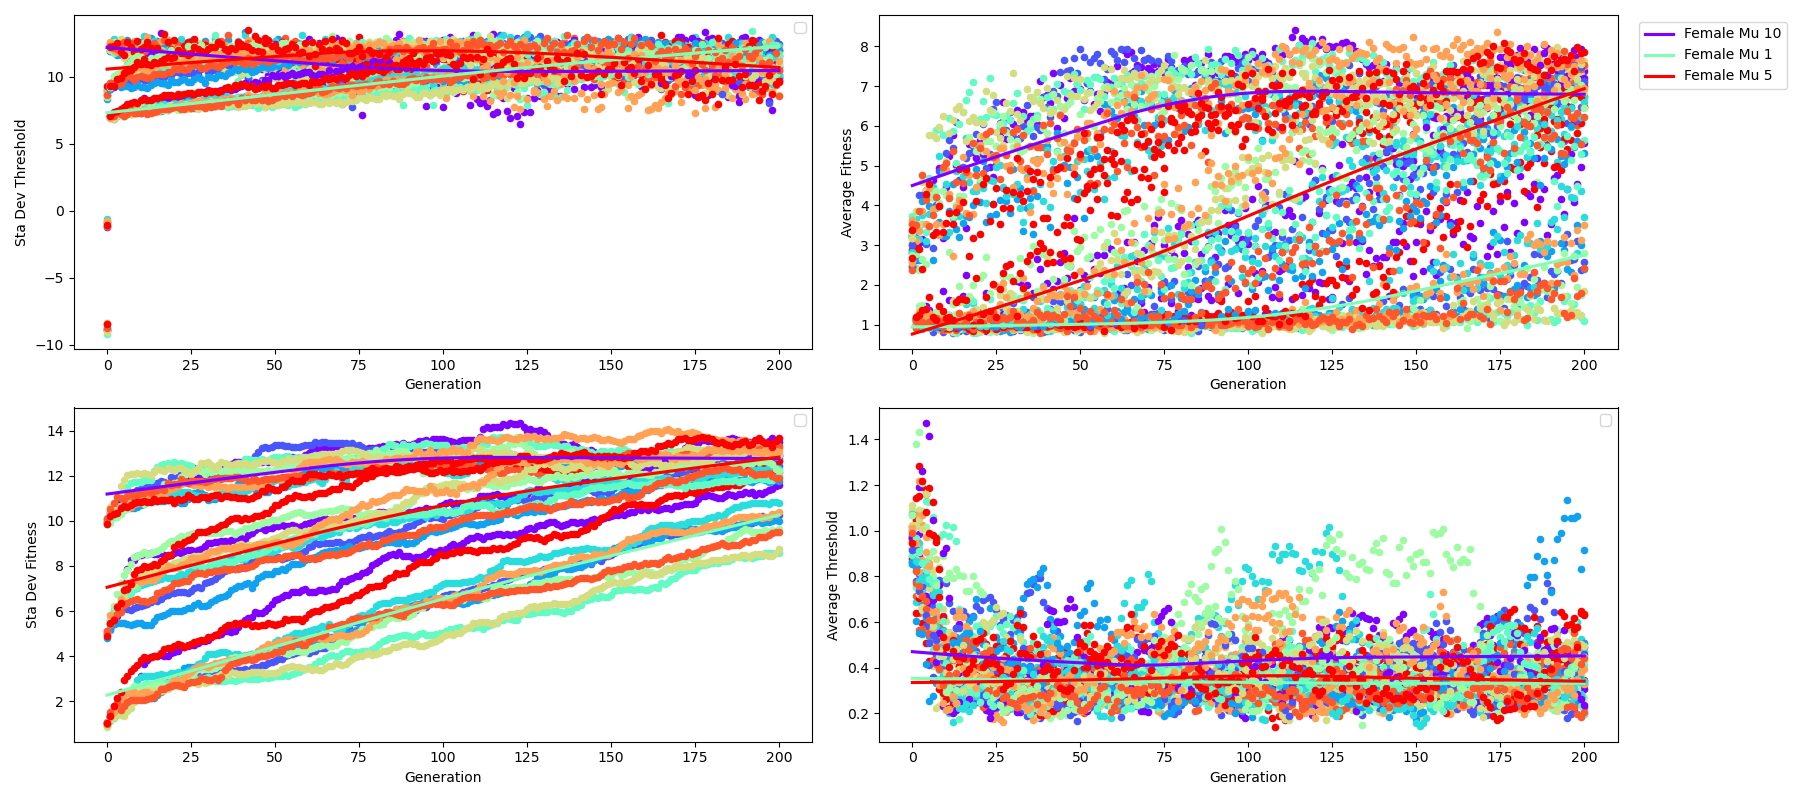 Sta Dev Threshold
10
5
0
−5
−10
0 25 50 75 100 125 150 175 200
Generation
Average Fitness
8
7
6
5
4
3
2
1
0 25 50 75 100 125 150 175 200
Generation
Female Mu 10
Female Mu 1
Female Mu 5
Sta Dev Fitness
14
12
10
8
6
4
2
0 25 50 75 100 125 150 175 200
Generation
Average Threshold
1.4
1.2
1.0
0.8
0.6
0.4
0.2
0 25 50 75 100 125 150 175 200
Generation